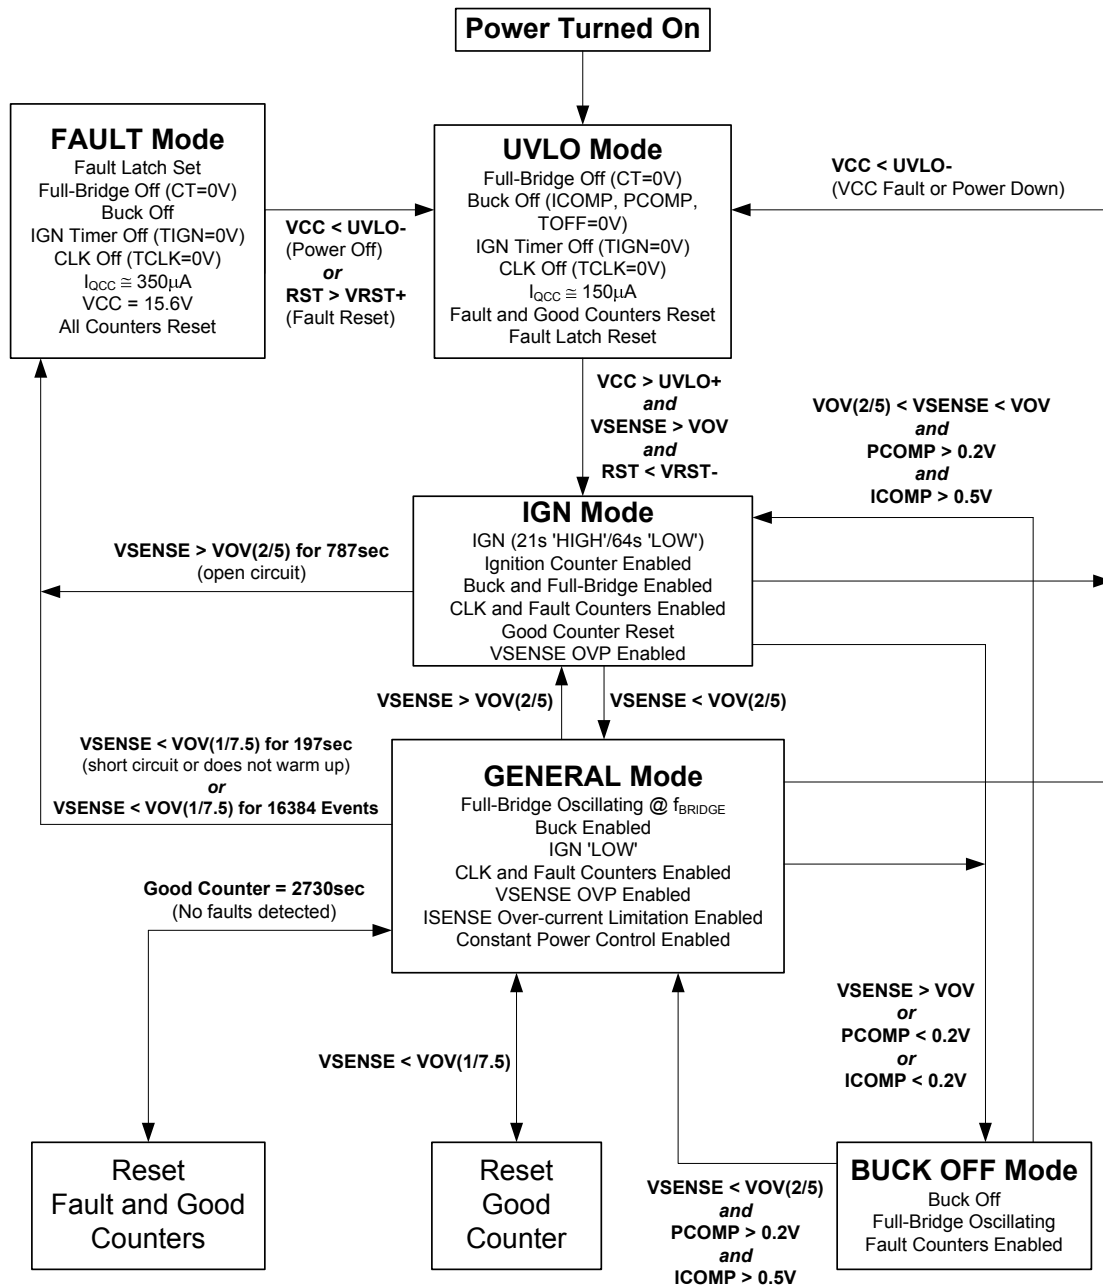 Power Turned On
FAULT Mode
Fault Latch Set
Full-Bridge Off (CT=0V)
Buck Off
IGN Timer Off (TIGN=0V)
CLK Off (TCLK=0V)
IQCC ≅ 350μA
VCC = 15.6V
All Counters Reset
VCC < UVLO-
(Power Off)
or
RST > VRST+
(Fault Reset)
UVLO Mode
Full-Bridge Off (CT=0V)
Buck Off (ICOMP, PCOMP,
TOFF=0V)
IGN Timer Off (TIGN=0V)
CLK Off (TCLK=0V)
IQCC ≅ 150μA
Fault and Good Counters Reset
Fault Latch Reset
VCC < UVLO-
(VCC Fault or Power Down)
VCC > UVLO+
and
VSENSE > VOV
and
RST < VRST-
VOV(2/5) < VSENSE < VOV
and
PCOMP > 0.2V
and
ICOMP > 0.5V
VSENSE > VOV(2/5) for 787sec
(open circuit)
IGN Mode
IGN (21s 'HIGH'/64s 'LOW')
Ignition Counter Enabled
Buck and Full-Bridge Enabled
CLK and Fault Counters Enabled
Good Counter Reset
VSENSE OVP Enabled
VSENSE > VOV(2/5)
VSENSE < VOV(2/5)
VSENSE < VOV(1/7.5) for 197sec
(short circuit or does not warm up)
or
VSENSE < VOV(1/7.5) for 16384 Events
GENERAL Mode
Full-Bridge Oscillating @ fBRIDGE
Buck Enabled
IGN 'LOW'
CLK and Fault Counters Enabled
VSENSE OVP Enabled
ISENSE Over-current Limitation Enabled
Constant Power Control Enabled
Good Counter = 2730sec
(No faults detected)
VSENSE < VOV(1/7.5)
VSENSE > VOV
or
PCOMP < 0.2V
or
ICOMP < 0.2V
Reset
Fault and Good
Counters
Reset
Good
Counter
VSENSE < VOV(2/5)
and
PCOMP > 0.2V
and
ICOMP > 0.5V
BUCK OFF Mode
Buck Off
Full-Bridge Oscillating
Fault Counters Enabled